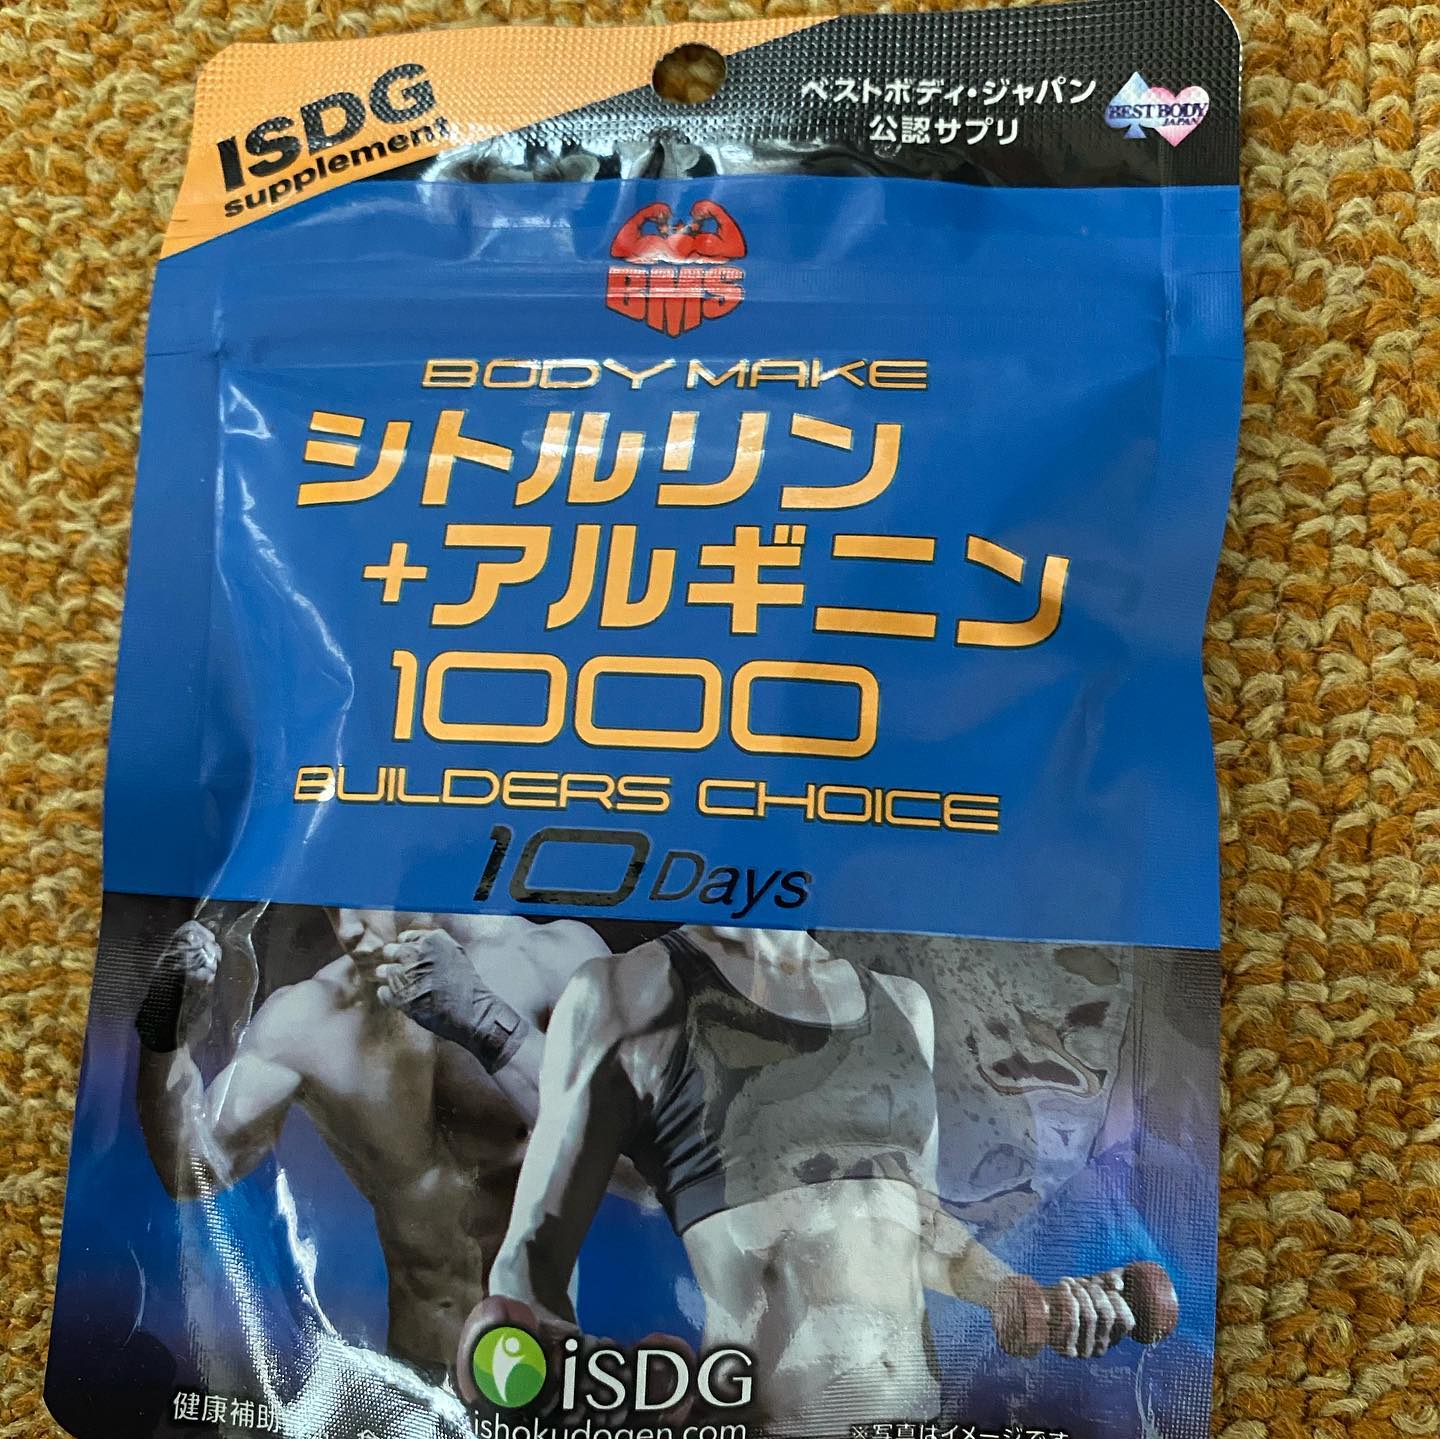 ISDG
supplement
ベストボディ・ジャパン
公認サプリ
BEST BODY
JAPAN
BMS
BODY MAKE
シトルリン
+アルギニン
1000
BUILDERS CHOICE
10 Days
iSDG
健康補助
ishokudogen.com
※写真はイメージです